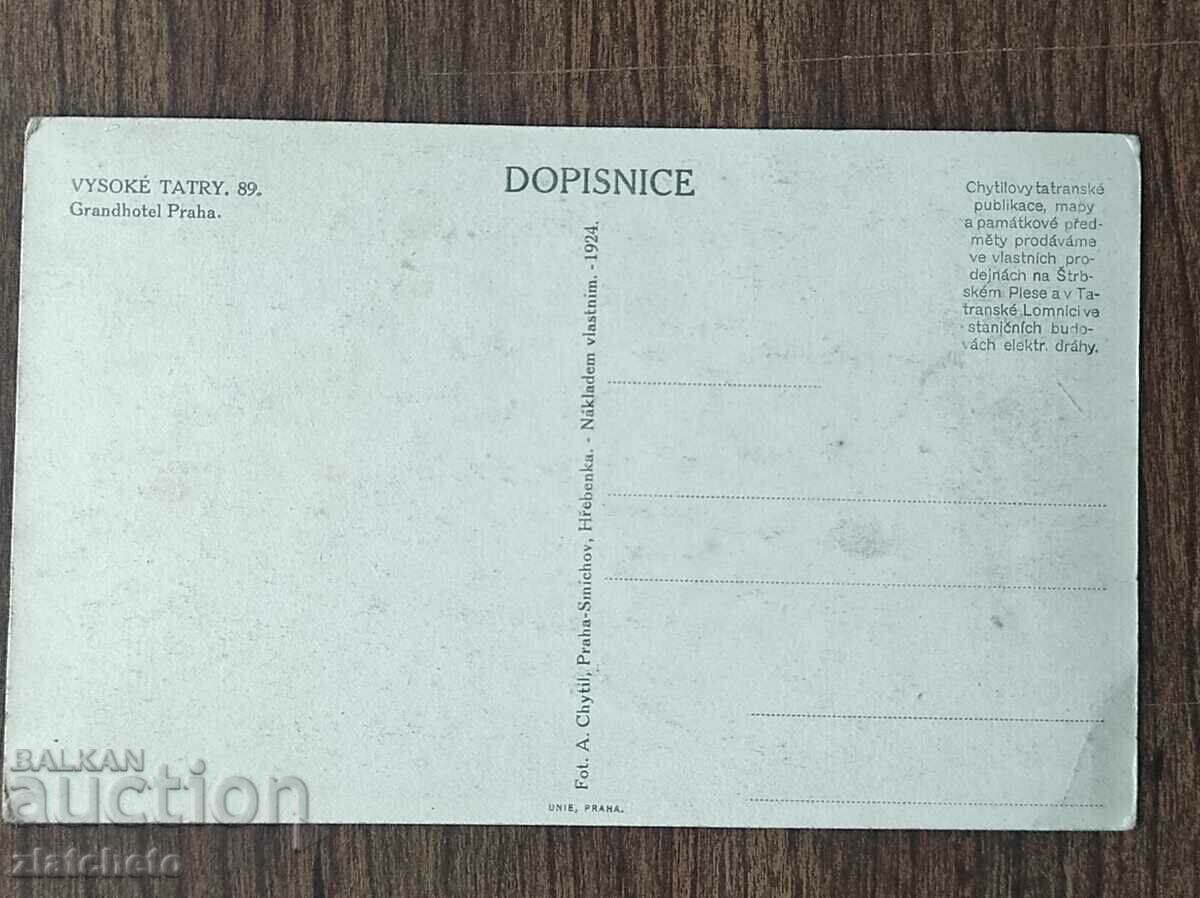 VYSOKÉ TATRY. 89.
Grandhotel Praha.
DOPISNICE
Chytilovy tatranské
publikace, mapy
a památkové před-
měty prodáváme
ve vlastních pro-
dejnách na Štrb-
ském Plese a v Ta-
transké Lomnici ve
staničních budo-
vách elektr. dráhy.
Fot. A. Chytil, Praha-Smíchov, Hřebenka. - Nákladem vlastním. - 1924.
UNIE, PRAHA.
BALKAN
auction
zlatcheto